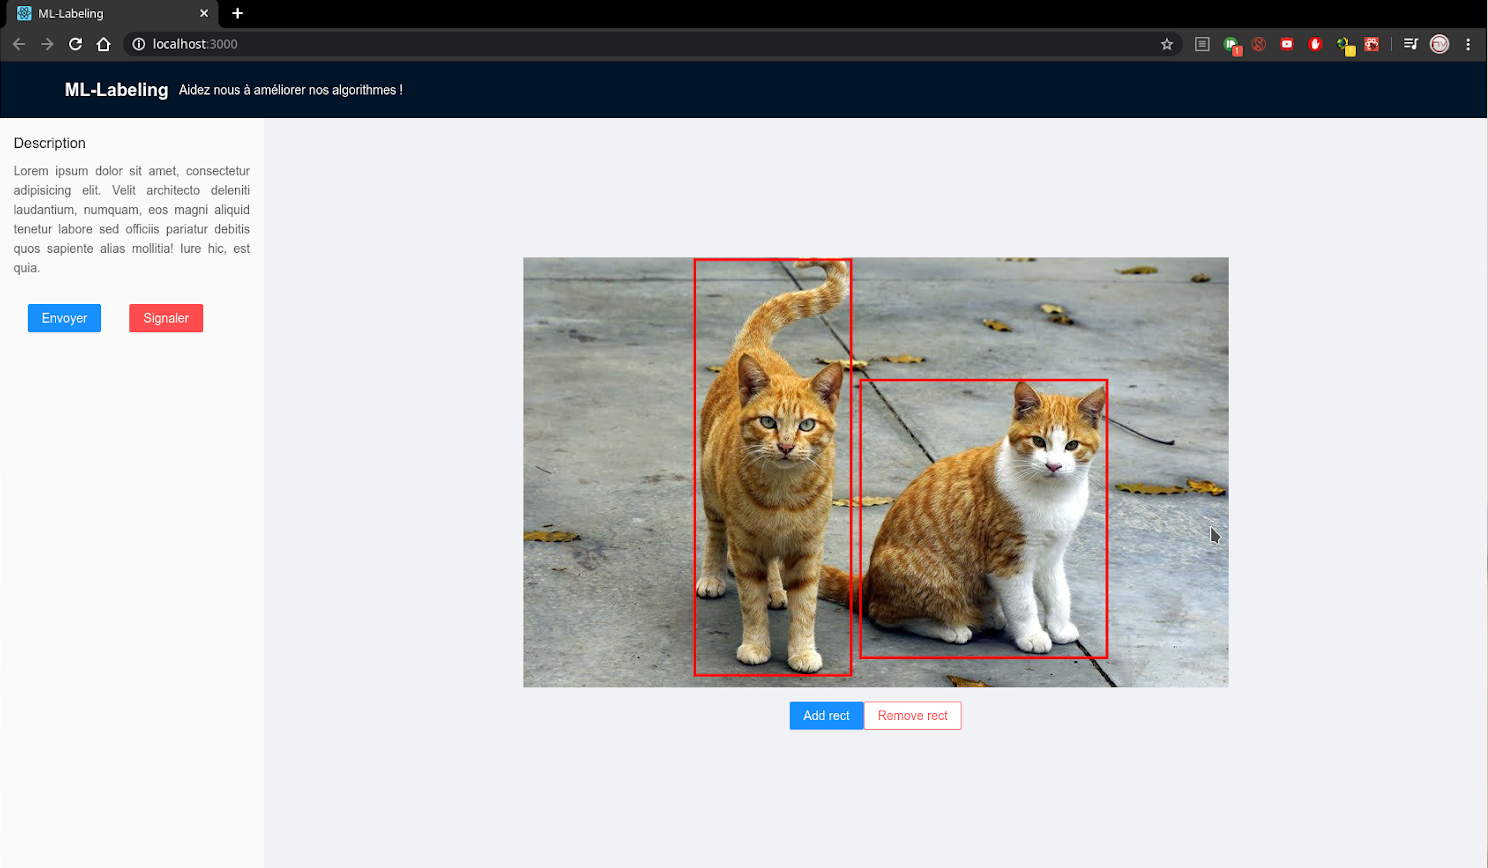 ML-Labeling
localhost:3000
1
ML-Labeling Aidez nous à améliorer nos algorithmes !
Description
Lorem ipsum dolor sit amet, consectetur
adipisicing elit. Velit architecto deleniti
laudantium, numquam, eos magni aliquid
tenetur labore sed officiis pariatur debitis
quos sapiente alias mollitia! Iure hic, est
quia.
Envoyer Signaler
Add rect Remove rect